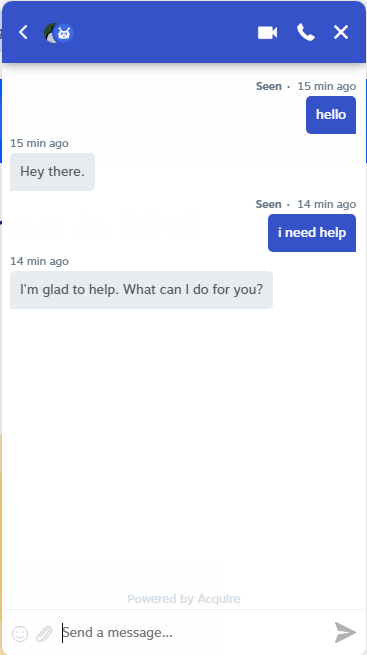 Seen · 15 min ago
hello
15 min ago
Hey there.
Seen · 14 min ago
i need help
14 min ago
I'm glad to help. What can I do for you?
Powered by Acquire
Send a message...